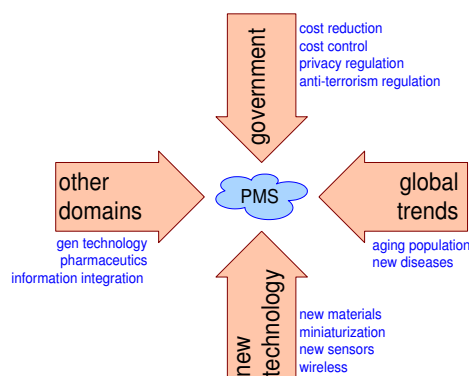 government
cost reduction
cost control
privacy regulation
anti-terrorism regulation
other
domains
gen technology
pharmaceutics
information integration
PMS
global
trends
aging population
new diseases
new
technology
new materials
miniaturization
new sensors
wireless